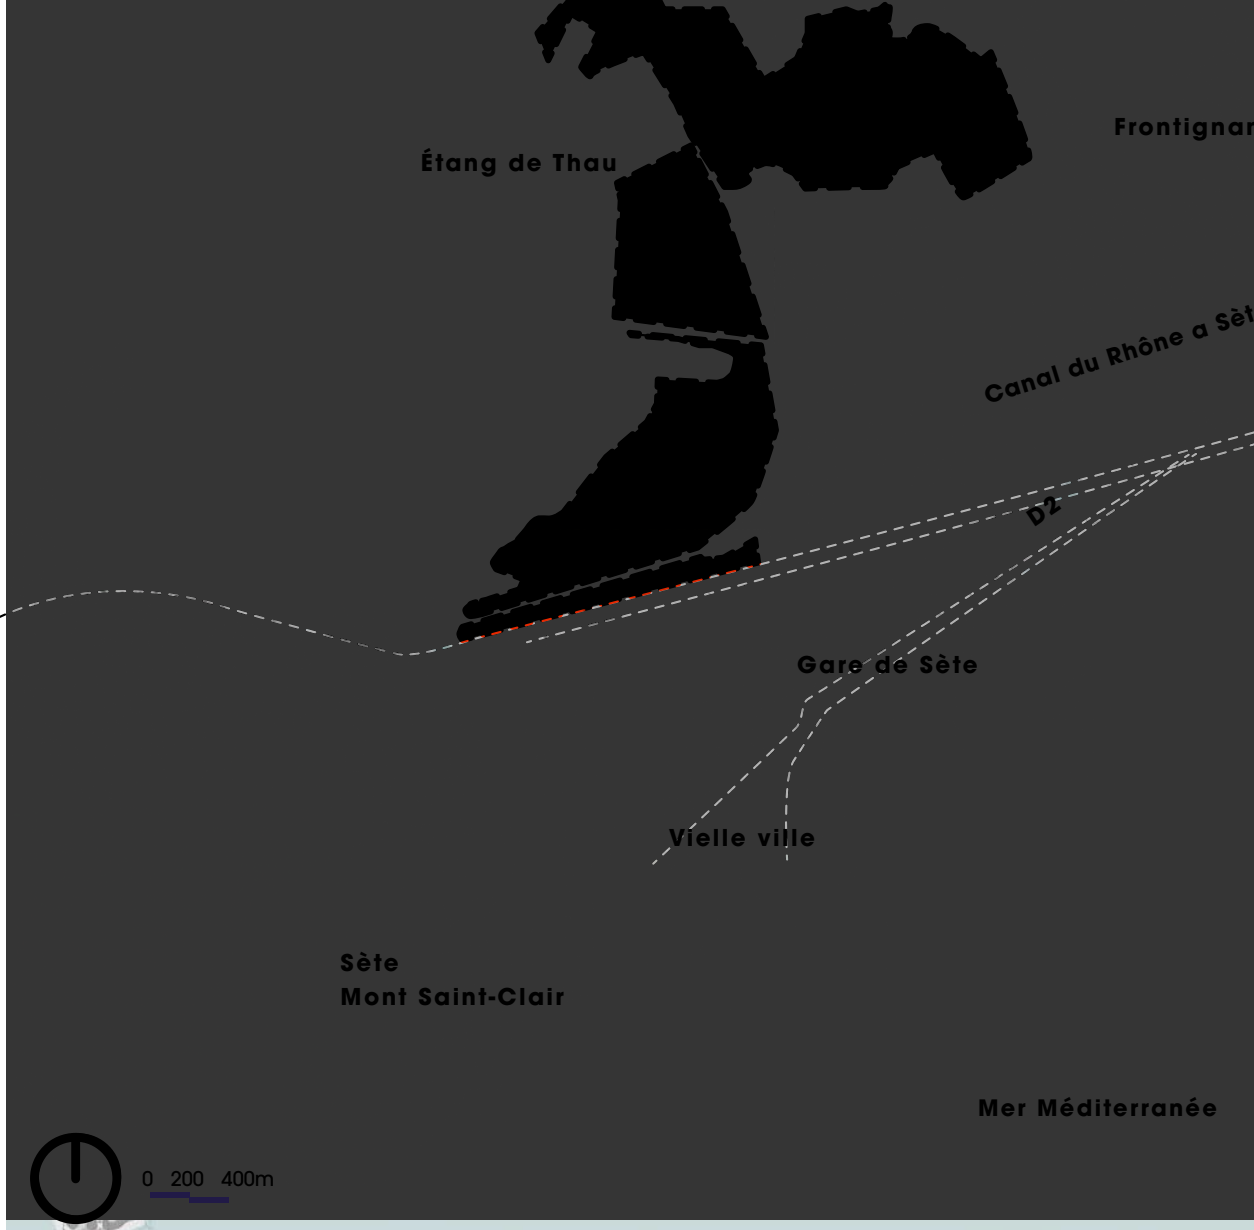 Frontignan
Étang de Thau
Canal du Rhône a Sèt
D2
Gare de Sète
Vielle ville
Sète
Mont Saint-Clair
Mer Méditerranée
0 200 400m